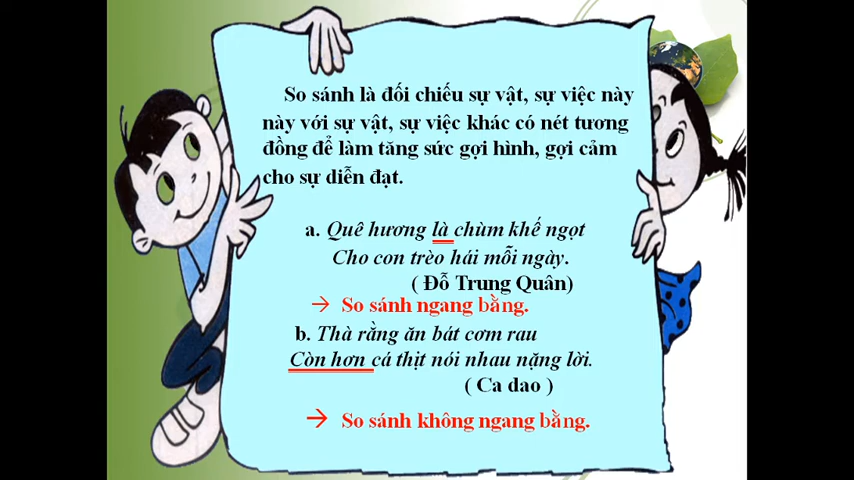 So sánh là đối chiếu sự vật, sự việc này
này với sự vật, sự việc khác có nét tương
đồng để làm tăng sức gợi hình, gợi cảm
cho sự diễn đạt.
a. Quê hương là chùm khế ngọt
Cho con trèo hái mỗi ngày.
( Đỗ Trung Quân)
→ So sánh ngang bằng.
b. Thà rằng ăn bát cơm rau
Còn hơn cá thịt nói nhau nặng lời.
( Ca dao )
→ So sánh không ngang bằng.